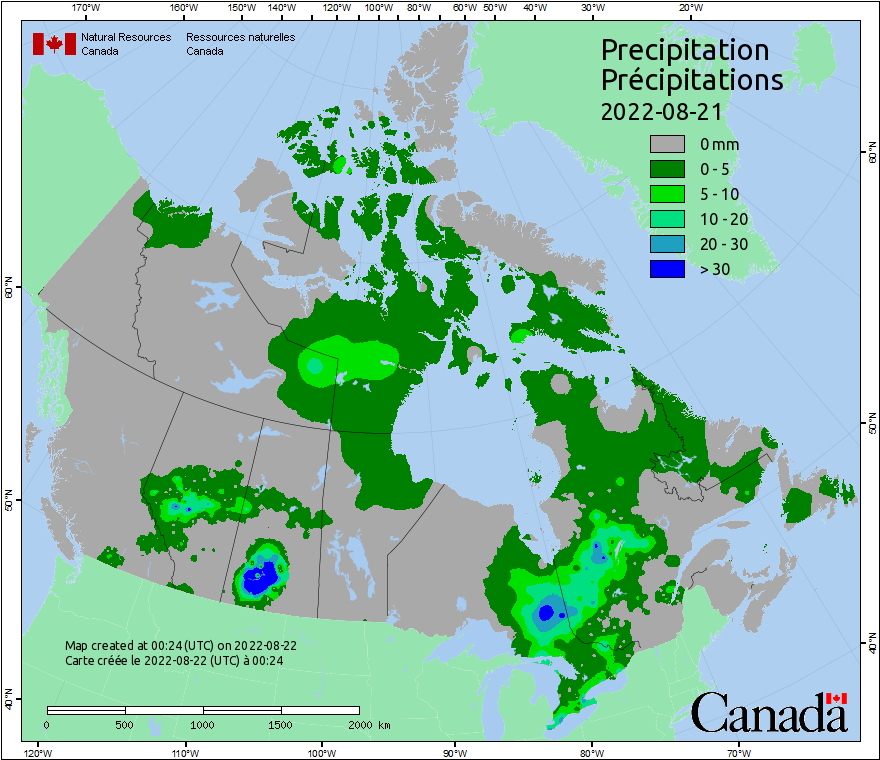 170°W 160°W 150°W 140°W 120°W 100°W 80°W 60°W 50°W 40°W 30°W 20°W
Natural Resources Ressources naturelles
Canada Canada
Precipitation
Précipitations
2022-08-21
0 mm
0 - 5
5 - 10
10 - 20
20 - 30
> 30
60°N
60°N
50°N
50°N
40°N
40°N
Map created at 00:24 (UTC) on 2022-08-22
Carte créée le 2022-08-22 (UTC) à 00:24
0 500 1000 1500 2000 km
Canada
120°W 110°W 100°W 90°W 80°W 70°W